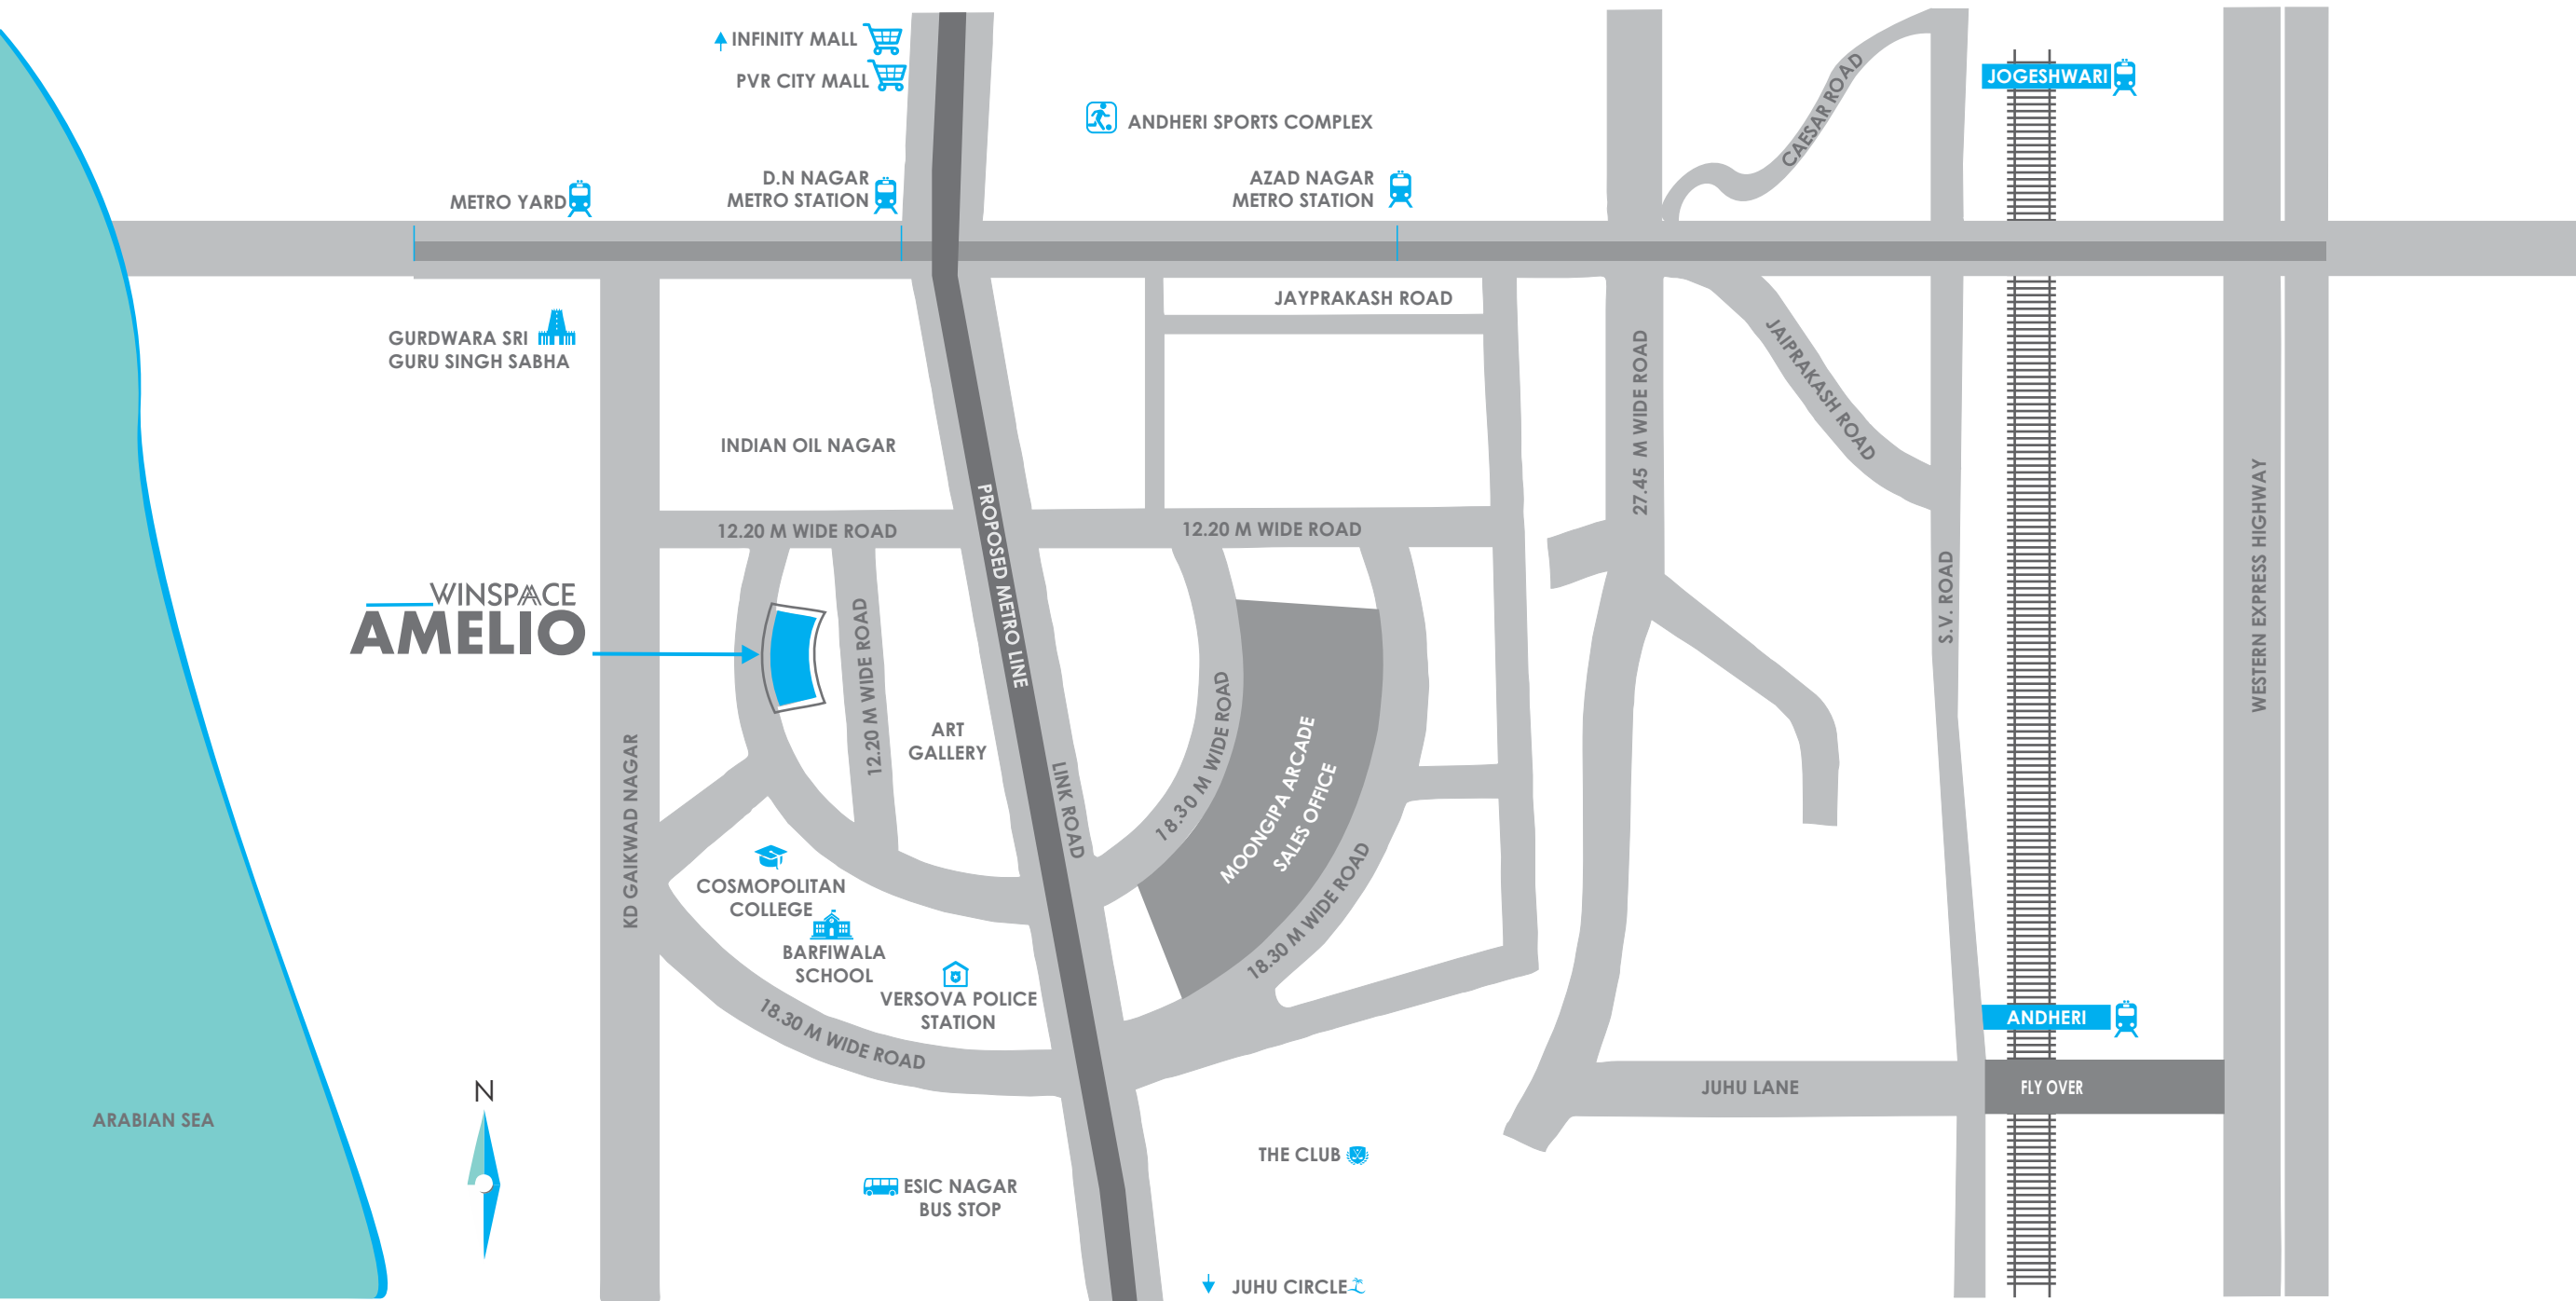 INFINITY MALL
PVR CITY MALL
ANDHERI SPORTS COMPLEX
CAESAR ROAD
JOGESHWARI
METRO YARD
D.N NAGAR
METRO STATION
AZAD NAGAR
METRO STATION
GURDWARA SRI
GURU SINGH SABHA
JAYPRAKASH ROAD
JAIPRAKASH ROAD
27.45 M WIDE ROAD
INDIAN OIL NAGAR
12.20 M WIDE ROAD
12.20 M WIDE ROAD
PROPOSED METRO LINE
WINSPACE
AMELIO
12.20 M WIDE ROAD
ART
GALLERY
LINK ROAD
18.30 M WIDE ROAD
MOONGIPA ARCADE
SALES OFFICE
18.30 M WIDE ROAD
S.V. ROAD
WESTERN EXPRESS HIGHWAY
KD GAIKWAD NAGAR
COSMOPOLITAN
COLLEGE
BARFIWALA
SCHOOL
VERSOVA POLICE
STATION
18.30 M WIDE ROAD
ANDHERI
JUHU LANE
FLY OVER
N
ARABIAN SEA
THE CLUB
ESIC NAGAR
BUS STOP
JUHU CIRCLE